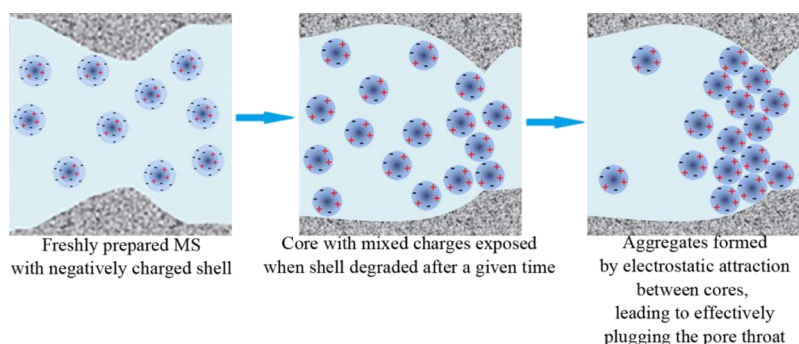 Freshly prepared MS
with negatively charged shell
Core with mixed charges exposed
when shell degraded after a given time
Aggregates formed
by electrostatic attraction
between cores,
leading to effectively
plugging the pore throat